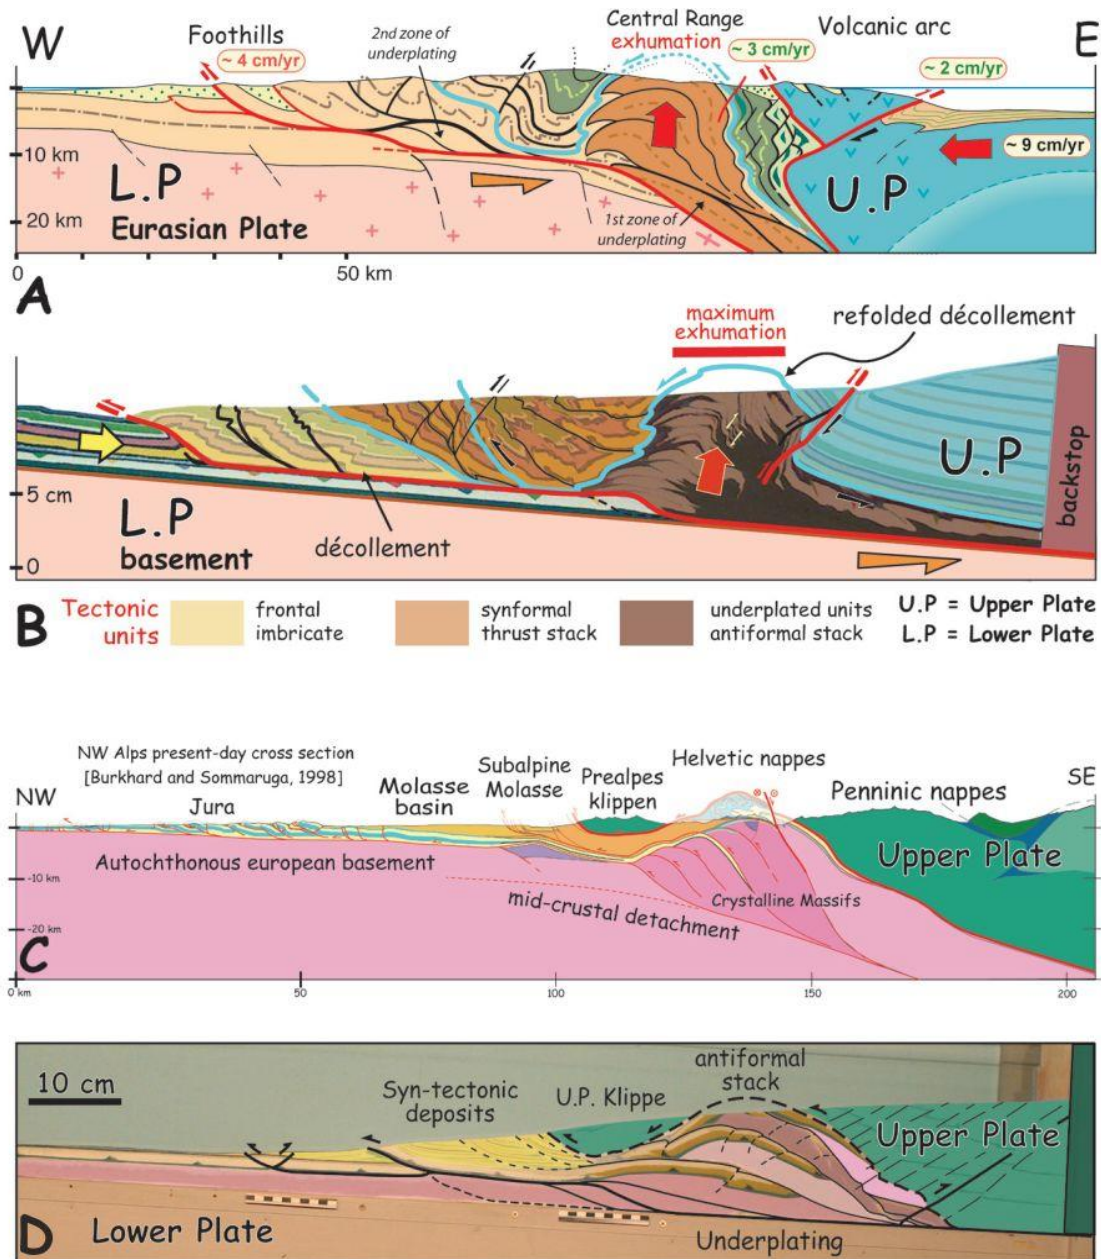 W
Foothills
~ 4 cm/yr
2nd zone of
underplating
Central Range
exhumation
~ 3 cm/yr
Volcanic arc
~ 2 cm/yr
E
10 km
L.P
Eurasian Plate
20 km
1st zone of
underplating
U.P
~ 9 cm/yr
0
50 km
A
maximum
exhumation
refolded décollement
5 cm
L.P
basement
décollement
U.P
backstop
0
B
Tectonic
units
frontal
imbricate
synformal
thrust stack
underplated units
antiformal stack
U.P = Upper Plate
L.P = Lower Plate
NW Alps present-day cross section
[Burkhard and Sommaruga, 1998]
NW
Jura
Molasse
basin
Subalpine
Molasse
Prealpes
klippen
Helvetic nappes
Penninic nappes
SE
Autochthonous european basement
Upper Plate
-10 km
mid-crustal detachment
Crystalline Massifs
-20 km
C
0 km
50
100
150
200
10 cm
Syn-tectonic
deposits
U.P. Klippe
antiformal
stack
Upper Plate
D
Lower Plate
Underplating